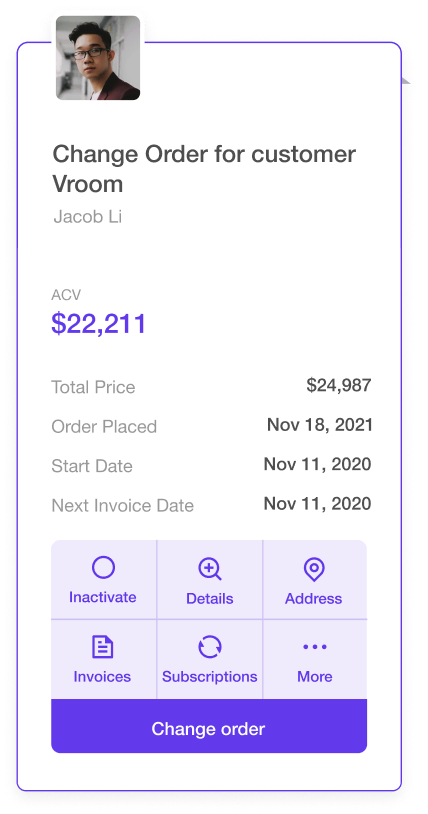 Change Order for customer
Vroom
Jacob Li
ACV
$22,211
Total Price $24,987
Order Placed Nov 18, 2021
Start Date Nov 11, 2020
Next Invoice Date Nov 11, 2020
Inactivate Details Address
Invoices Subscriptions More
Change order